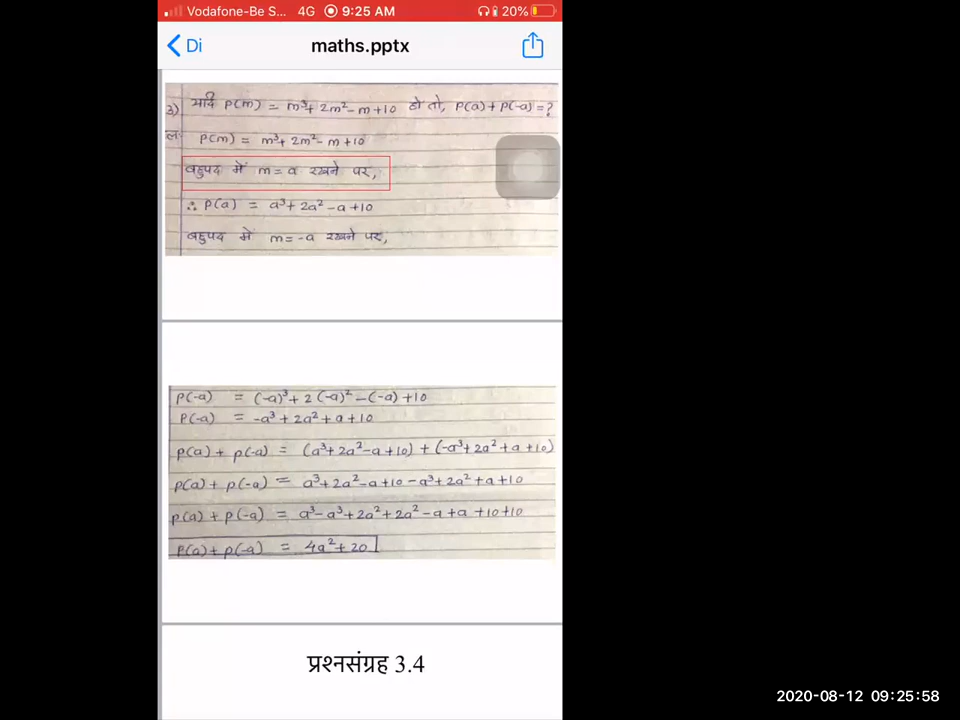 Vodafone-Be S... 4G 9:25 AM 20%
Di maths.pptx
3) यदि P(m) = m³+2m²-m+10 हो तो, P(a)+P(-a)=?
ल P(m) = m³+2m²-m+10
बहुपद में m=a रखने पर,
∴ P(a) = a³+2a²-a+10
बहुपद में m=-a रखने पर,
P(-a) = (-a)³+2(-a)²-(-a)+10
P(-a) = -a³+2a²+a+10
P(a)+P(-a) = (a³+2a²-a+10)+(-a³+2a²+a+10)
P(a)+P(-a) = a³+2a²-a+10-a³+2a²+a+10
P(a)+P(-a) = a³-a³+2a²+2a²-a+a+10+10
P(a)+P(-a) = 4a²+20
प्रश्नसंग्रह 3.4
2020-08-12 09:25:58